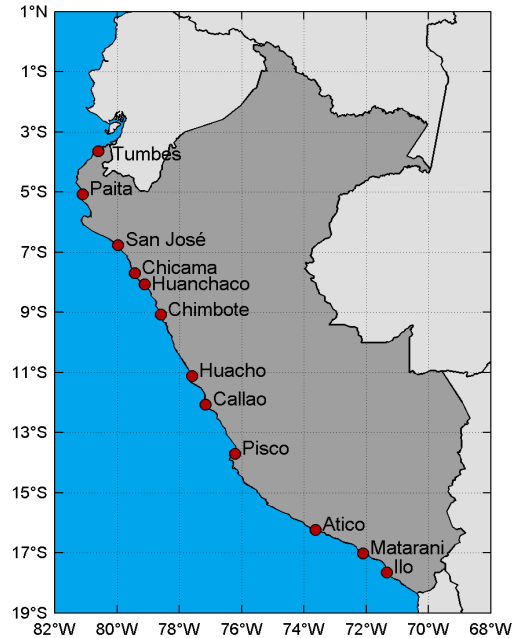 1°N
1°S
3°S
Tumbes
5°S
Paita
San José
7°S
Chicama
Huanchaco
9°S
Chimbote
11°S
Huacho
Callao
13°S
Pisco
15°S
Atico
17°S
Matarani
Ilo
19°S
82°W 80°W 78°W 76°W 74°W 72°W 70°W 68°W